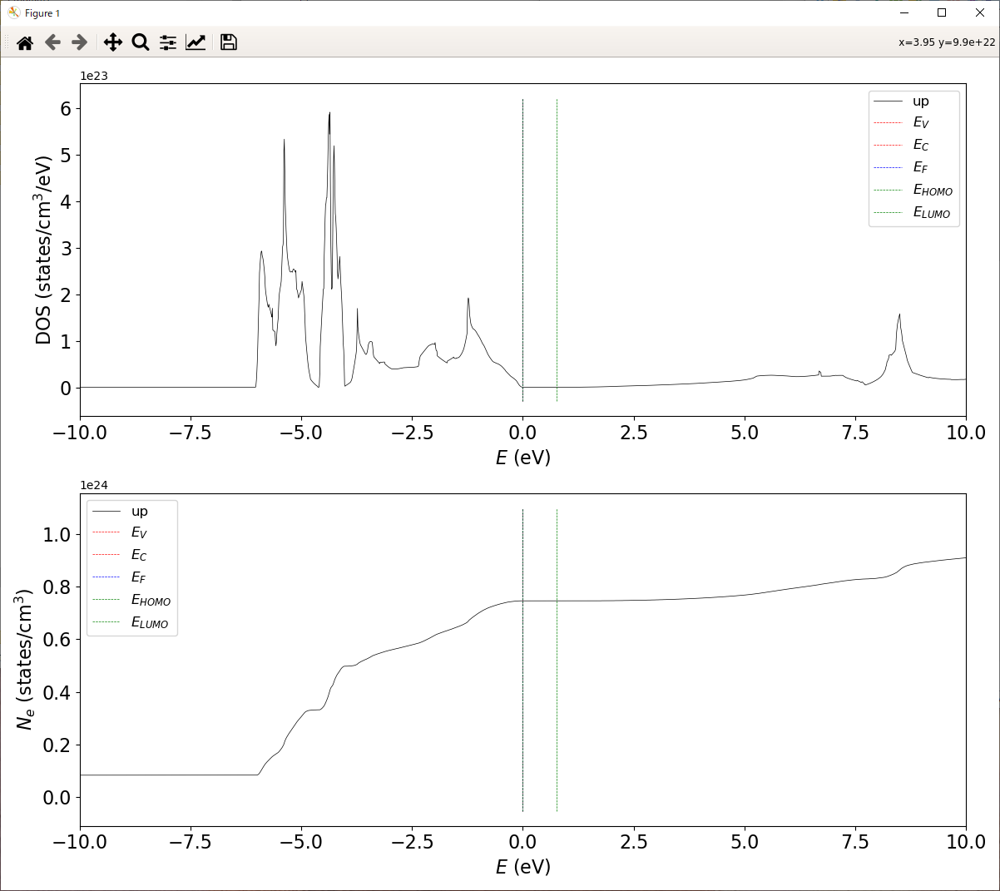 Figure 1
x=3.95 y=9.9e+22
1e23
DOS (states/cm³/eV)
6
5
4
3
2
1
0
up
E_V
E_C
E_F
E_HOMO
E_LUMO
−10.0 −7.5 −5.0 −2.5 0.0 2.5 5.0 7.5 10.0
E (eV)
1e24
N_e (states/cm³)
1.0
0.8
0.6
0.4
0.2
0.0
up
E_V
E_C
E_F
E_HOMO
E_LUMO
−10.0 −7.5 −5.0 −2.5 0.0 2.5 5.0 7.5 10.0
E (eV)